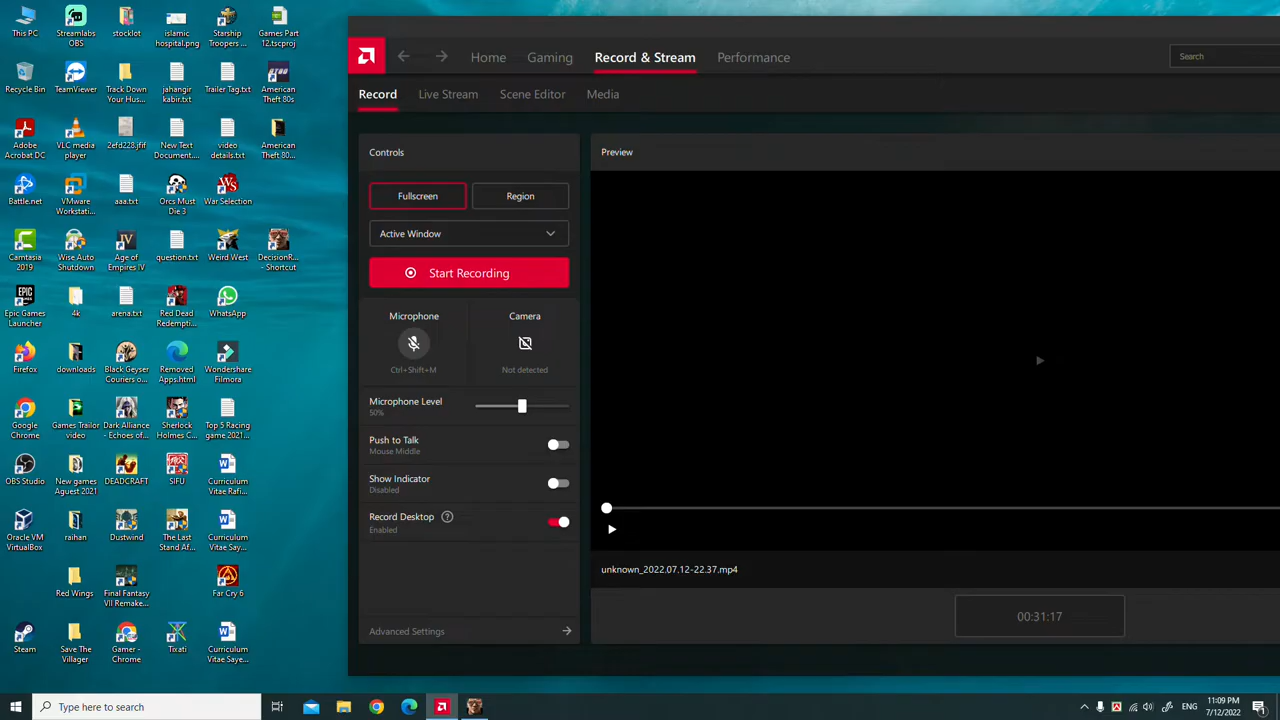 This PC
Streamlabs
OBS
stocklot
islamic
hospital.png
Starship
Troopers ...
Games Part
12.tscproj
Recycle Bin
TeamViewer
Track Down
Your Hus...
jahangir
kabir.txt
Trailer Tag.txt
American
Theft 80s
Adobe
Acrobat DC
VLC media
player
2efd228.jfif
New Text
Document....
video
details.txt
American
Theft 80...
Battle.net
VMware
Workstati...
aaa.txt
Orcs Must
Die 3
War Selection
Camtasia
2019
Wise Auto
Shutdown
Age of
Empires IV
question.txt
Weird West
DecisionR...
- Shortcut
Epic Games
Launcher
4k
arena.txt
Red Dead
Redemptio...
WhatsApp
Firefox
downloads
Black Geyser
Couriers o...
Removed
Apps.html
Wondershare
Filmora
Google
Chrome
Games Trailor
video
Dark Alliance
- Echoes of...
Sherlock
Holmes C...
Top 5 Racing
game 2021...
OBS Studio
New games
Aguest 2021
DEADCRAFT
SIFU
Curriculum
Vitae Rafi...
Oracle VM
VirtualBox
raihan
Dustwind
The Last
Stand Af...
Curriculum
Vitae Say...
Red Wings
Final Fantasy
VII Remake...
Far Cry 6
Steam
Save The
Villager
Gamer -
Chrome
Tixati
Curriculum
Vitae Saye...
Home
Gaming
Record & Stream
Performance
Search
Record
Live Stream
Scene Editor
Media
Controls
Fullscreen
Region
Active Window
Start Recording
Microphone
Camera
Ctrl+Shift+M
Not detected
Microphone Level
50%
Push to Talk
Mouse Middle
Show Indicator
Disabled
Record Desktop ?
Enabled
Advanced Settings
Preview
unknown_2022.07.12-22.37.mp4
00:31:17
Type here to search
ENG
11:09 PM
7/12/2022
1